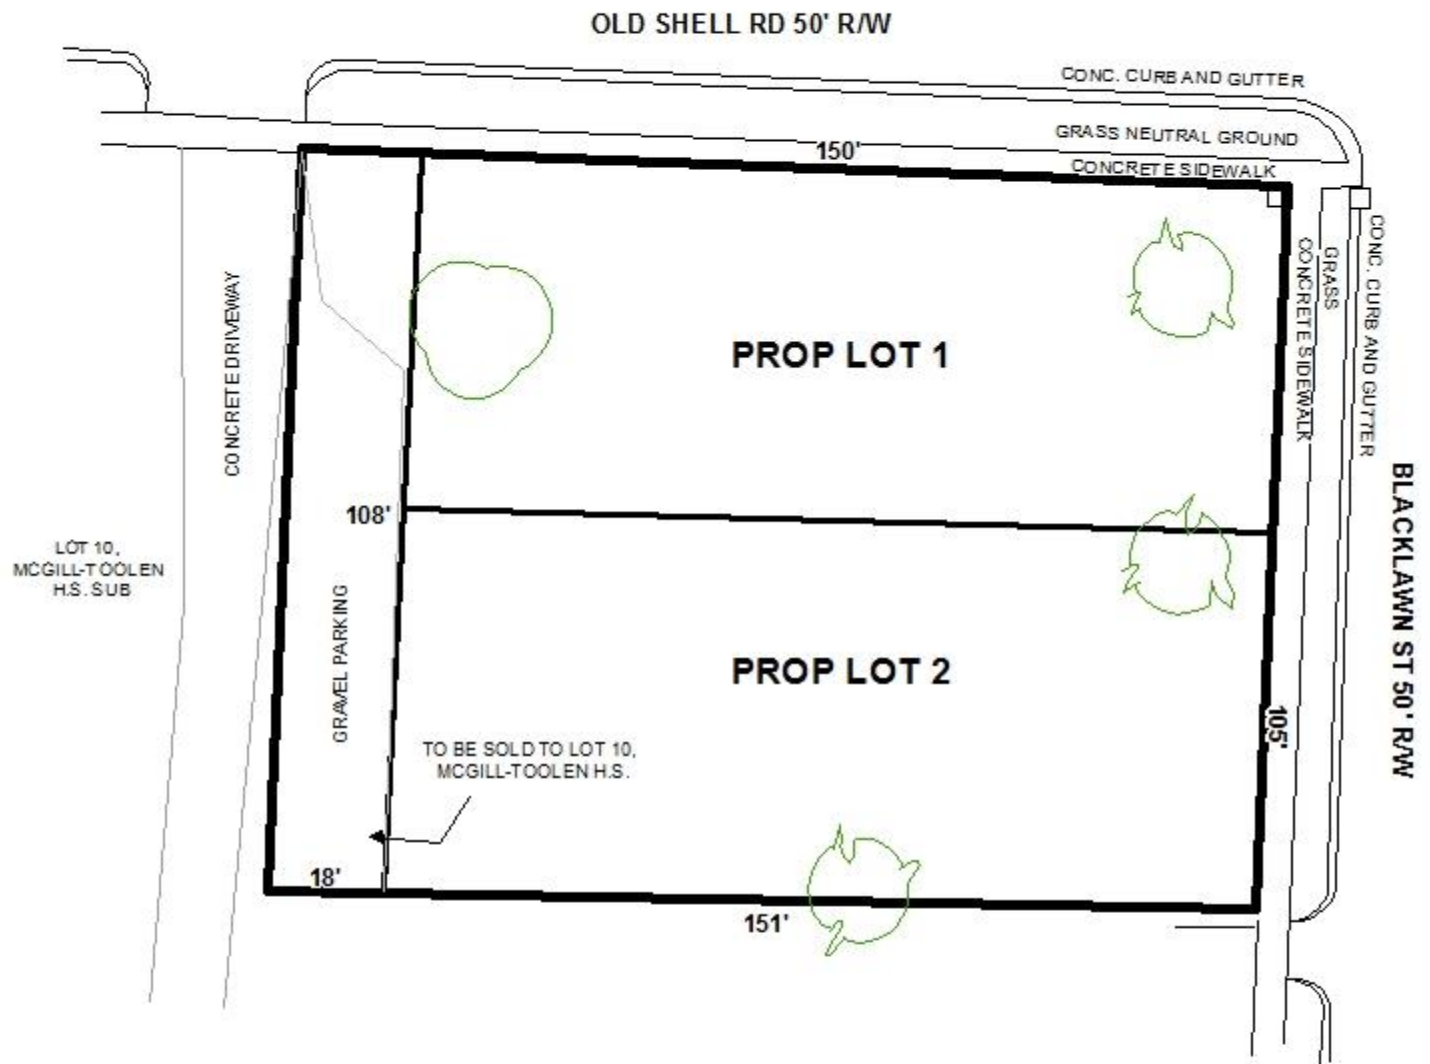 OLD SHELL RD 50' R/W
CONC. CURB AND GUTTER
GRASS NEUTRAL GROUND
150'
CONCRETE SIDEWALK
CONC. CURB AND GUTTER
GRASS
CONCRETE SIDEWALK
CONCRETE DRIVEWAY
PROP LOT 1
BLACKLAWN ST 50' R/W
108'
LOT 10,
MCGILL-TOOLEN
H.S. SUB
GRAVEL PARKING
PROP LOT 2
105'
TO BE SOLD TO LOT 10,
MCGILL-TOOLEN H.S.
18'
151'